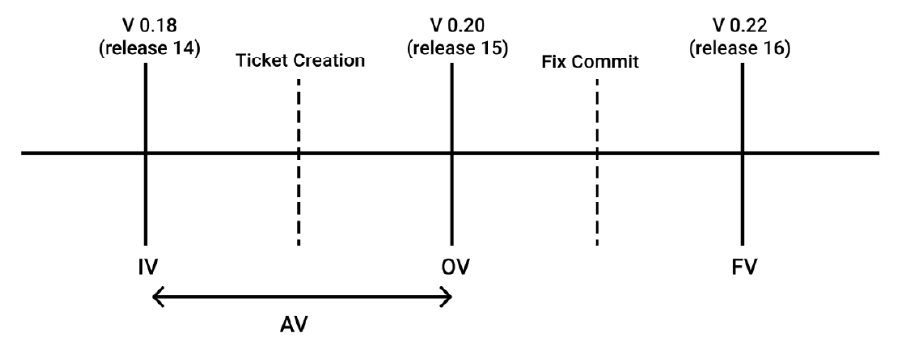 V 0.18
(release 14)
Ticket Creation
V 0.20
(release 15)
Fix Commit
V 0.22
(release 16)
IV
OV
FV
AV